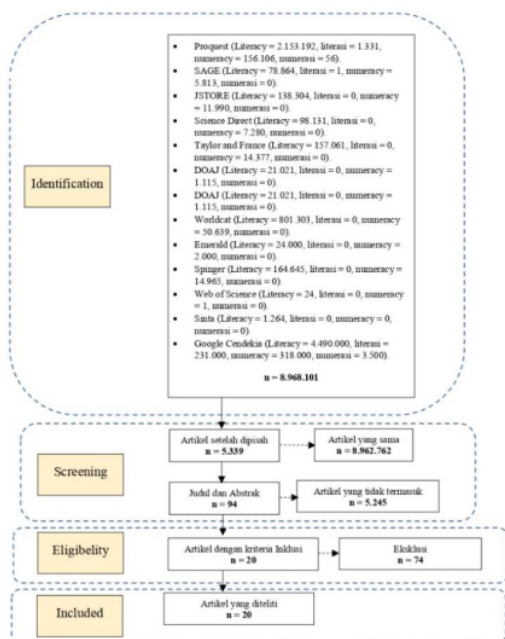 Identification
• Proquest (Literacy = 2.153.192, literasi = 1.331,
numeracy = 156.106, numerasi = 56).
• SAGE (Literacy = 78.864, literasi = 1, numeracy =
5.813, numerasi = 0).
• JSTORE (Literacy = 138.304, literasi = 0, numeracy
= 11.990, numerasi = 0).
• Science Direct (Literacy = 98.131, literasi = 0,
numeracy = 7.280, numerasi = 0).
• Taylor and France (Literacy = 157.061, literasi = 0,
numeracy = 14.377, numerasi = 0).
• DOAJ (Literacy = 21.021, literasi = 0, numeracy =
1.115, numerasi = 0).
• DOAJ (Literacy = 21.021, literasi = 0, numeracy =
1.115, numerasi = 0).
• Worldcat (Literacy = 801.303, literasi = 0, numeracy
= 50.639, numerasi = 0).
• Emerald (Literacy = 24.000, literasi = 0, numeracy =
2.000, numerasi = 0).
• Spinger (Literacy = 164.645, literasi = 0, numeracy =
14.965, numerasi = 0).
• Web of Science (Literacy = 24, literasi = 0, numeracy
= 1, numerasi = 0).
• Sinta (Literacy = 1.264, literasi = 0, numeracy = 0,
numerasi = 0).
• Google Cendekia (Literacy = 4.490.000, literasi =
231.000, numeracy = 318.000, numerasi = 3.500).
n = 8.968.101
Screening
Artikel setelah dipisah
n = 5.339
Artikel yang sama
n = 8.962.762
Judul dan Abstrak
n = 94
Artikel yang tidak termasuk
n = 5.245
Eligibelity
Artikel dengan kriteria Inklusi
n = 20
Eksklusi
n = 74
Included
Artikel yang diteliti
n = 20